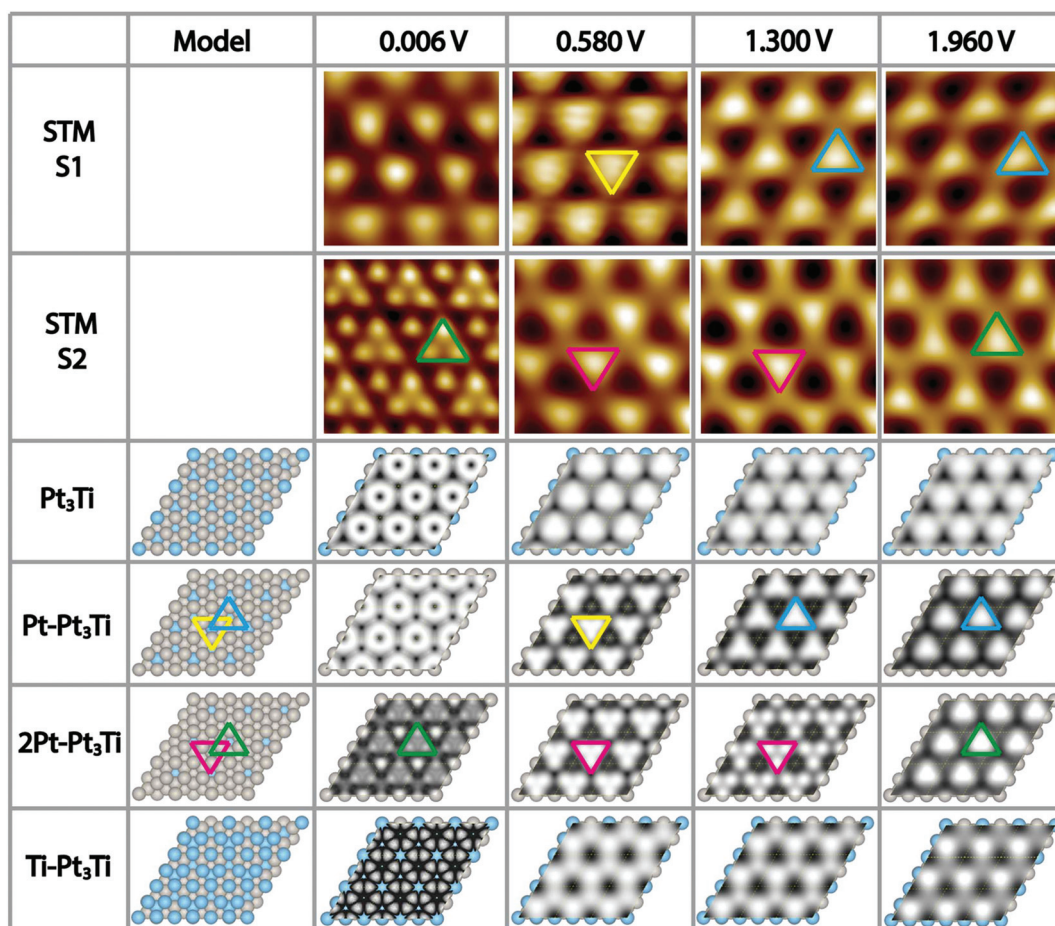 Model 0.006 V 0.580 V 1.300 V 1.960 V
STM
S1
STM
S2
Pt₃Ti
Pt-Pt₃Ti
2Pt-Pt₃Ti
Ti-Pt₃Ti